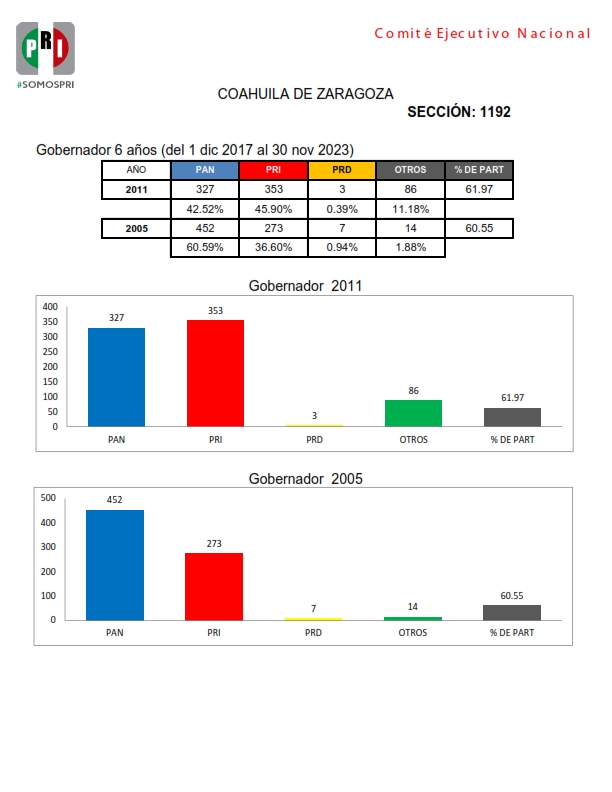 Comité Ejecutivo Nacional
PRI
#SOMOSPRI
COAHUILA DE ZARAGOZA
SECCIÓN: 1192
Gobernador 6 años (del 1 dic 2017 al 30 nov 2023)
AÑO PAN PRI PRD OTROS % DE PART
2011 327 353 3 86 61.97
42.52% 45.90% 0.39% 11.18%
2005 452 273 7 14 60.55
60.59% 36.60% 0.94% 1.88%
Gobernador 2011
400
350
300
250
200
150
100
50
0
327
353
3
86
61.97
PAN PRI PRD OTROS % DE PART
Gobernador 2005
500
400
300
200
100
0
452
273
7
14
60.55
PAN PRI PRD OTROS % DE PART